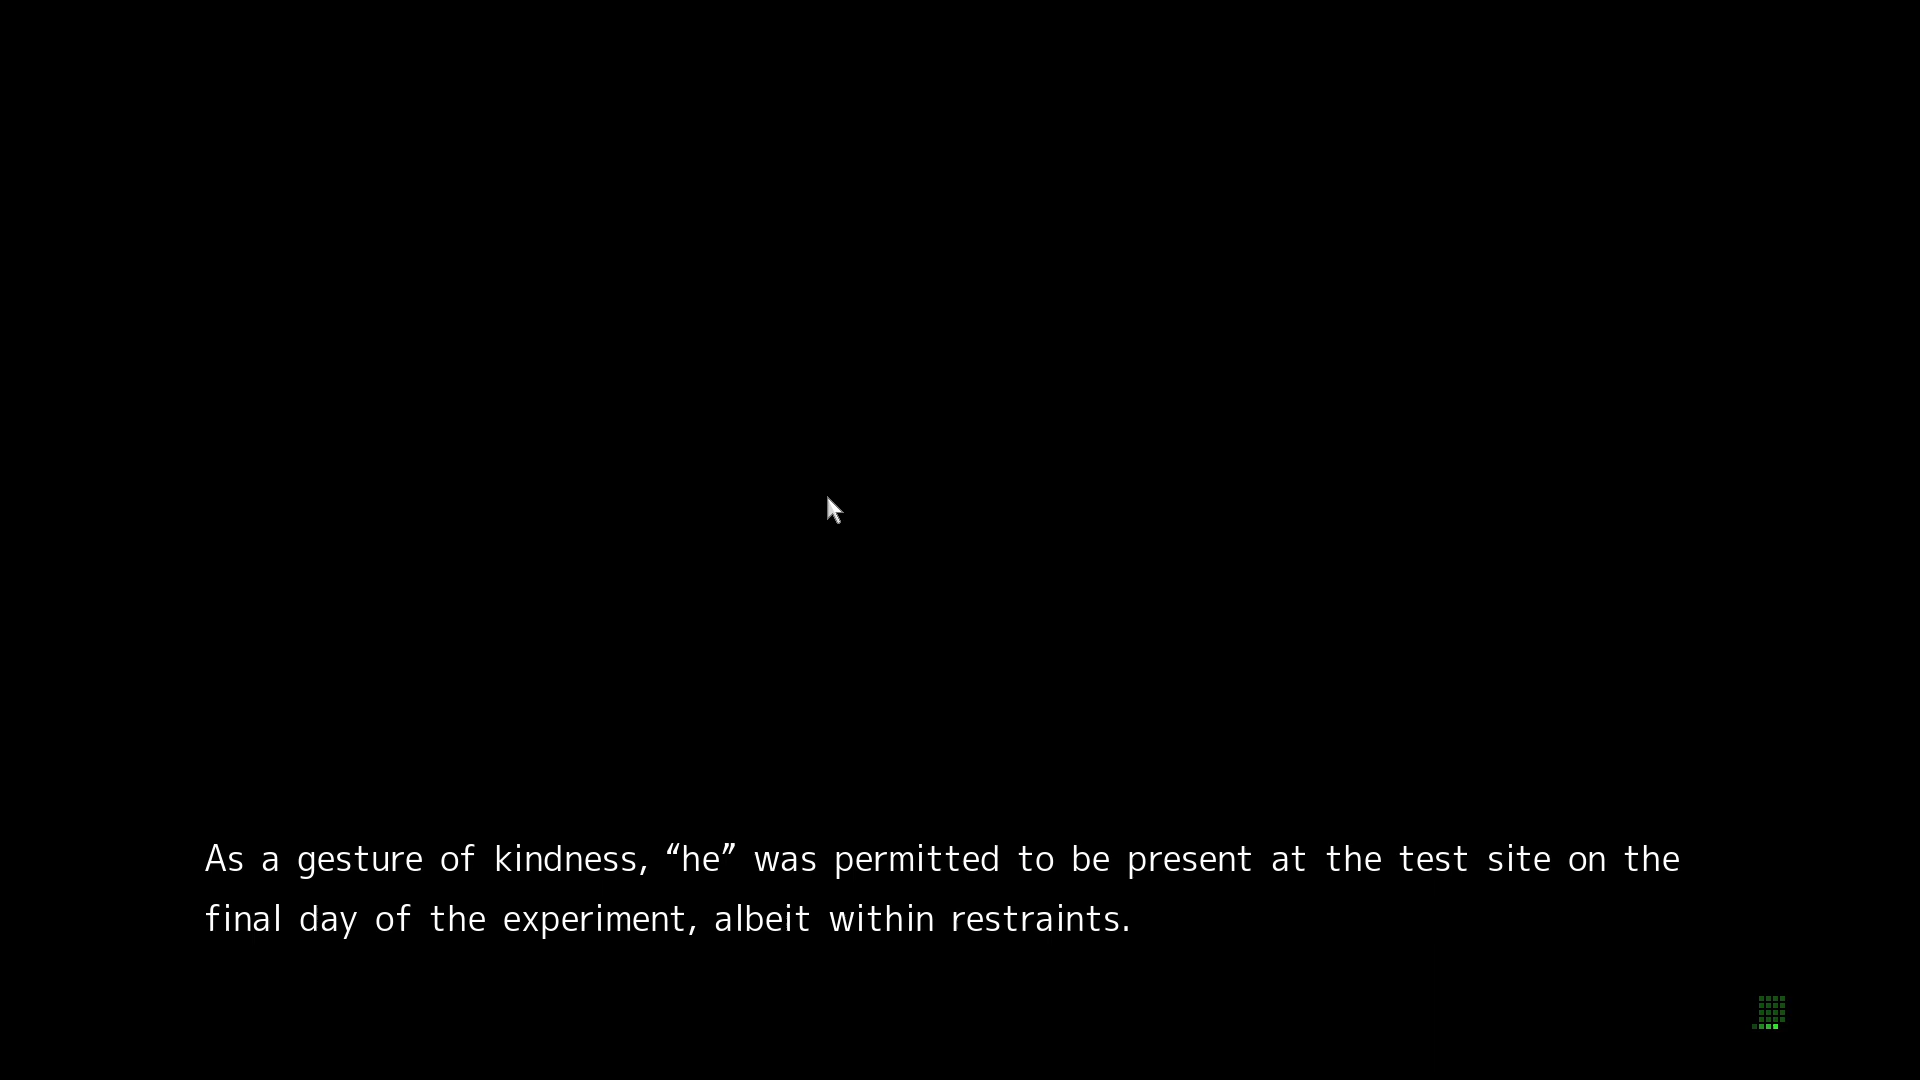 As a gesture of kindness, “he” was permitted to be present at the test site on the
final day of the experiment, albeit within restraints.